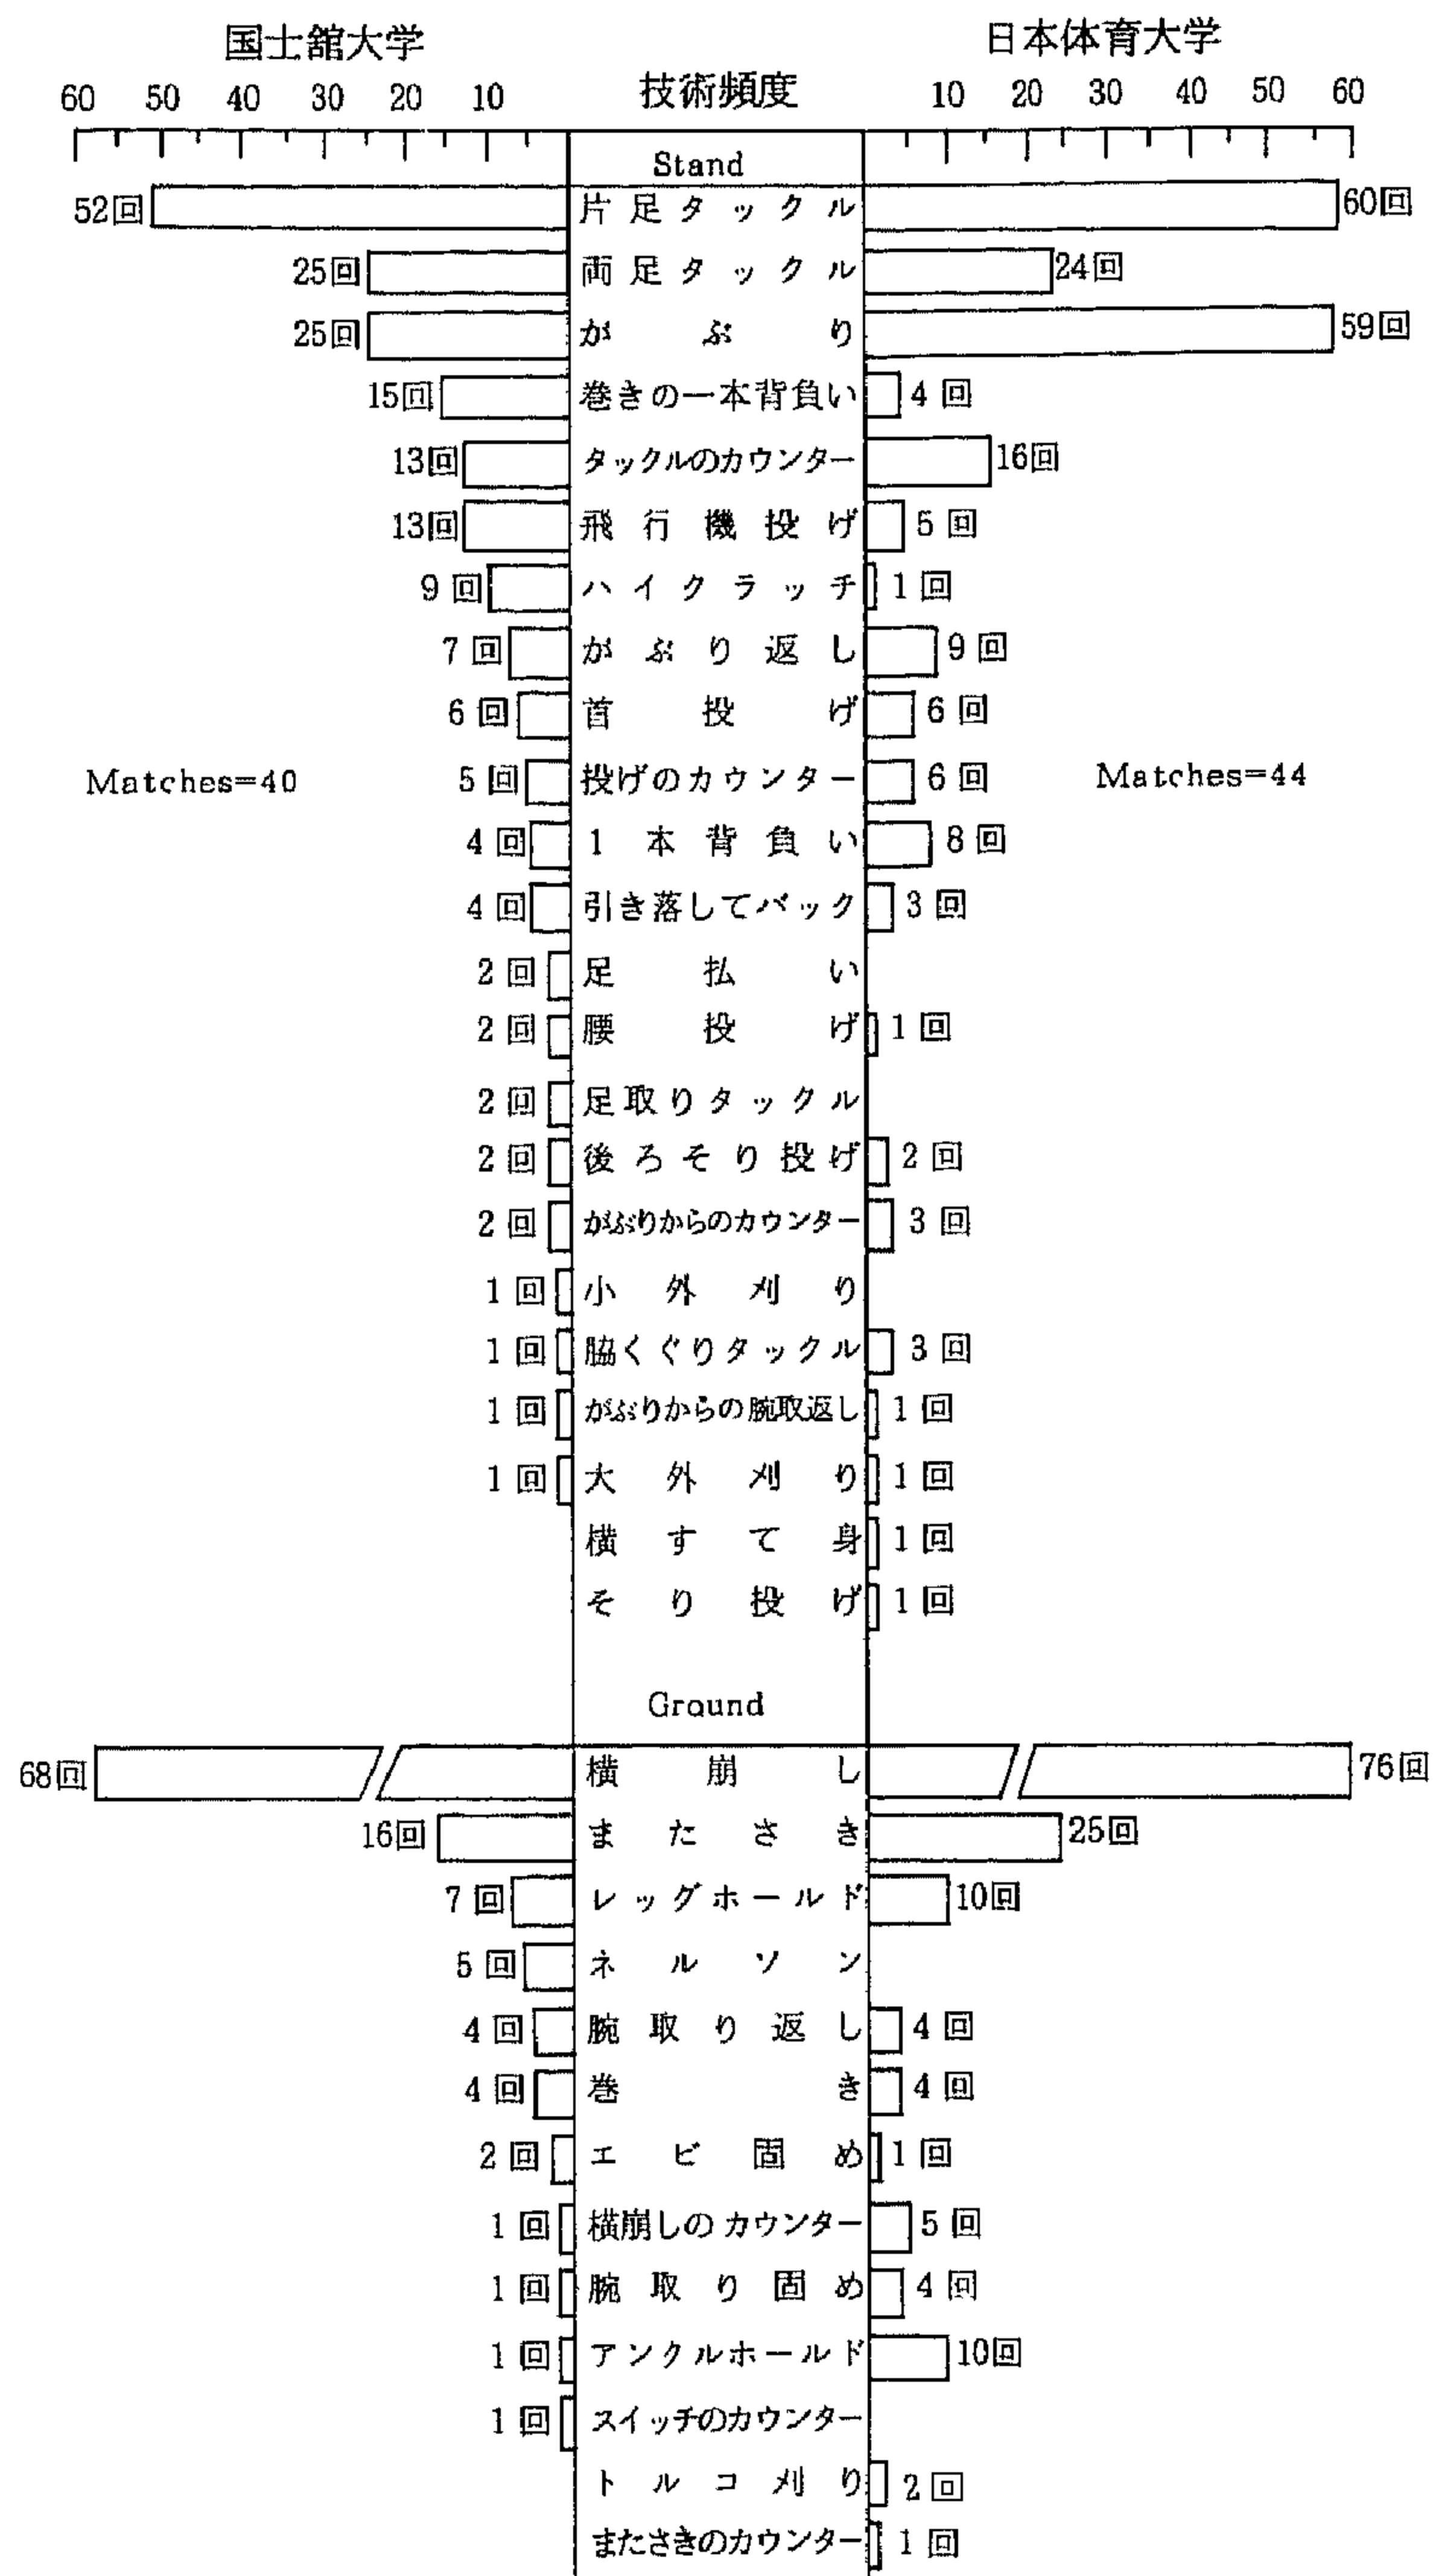 国士舘大学 日本体育大学
60 50 40 30 20 10 技術頻度 10 20 30 40 50 60
Stand
52回 片足タックル 60回
25回 両足タックル 24回
25回 がぶり 59回
15回 巻きの一本背負い 4回
13回 タックルのカウンター 16回
13回 飛行機投げ 5回
9回 ハイクラッチ 1回
7回 がぶり返し 9回
6回 首投げ 6回
Matches=40 5回 投げのカウンター 6回 Matches=44
4回 1本背負い 8回
4回 引き落してバック 3回
2回 足払い
2回 腰投げ 1回
2回 足取りタックル
2回 後ろそり投げ 2回
2回 がぶりからのカウンター 3回
1回 小外刈り
1回 脇くぐりタックル 3回
1回 がぶりからの腕取返し 1回
1回 大外刈り 1回
横すて身 1回
そり投げ 1回
Ground
68回 横崩し 76回
16回 またさき 25回
7回 レッグホールド 10回
5回 ネルソン
4回 腕取り返し 4回
4回 巻き 4回
2回 エビ固め 1回
1回 横崩しのカウンター 5回
1回 腕取り固め 4回
1回 アンクルホールド 10回
1回 スイッチのカウンター
トルコ刈り 2回
またさきのカウンター 1回